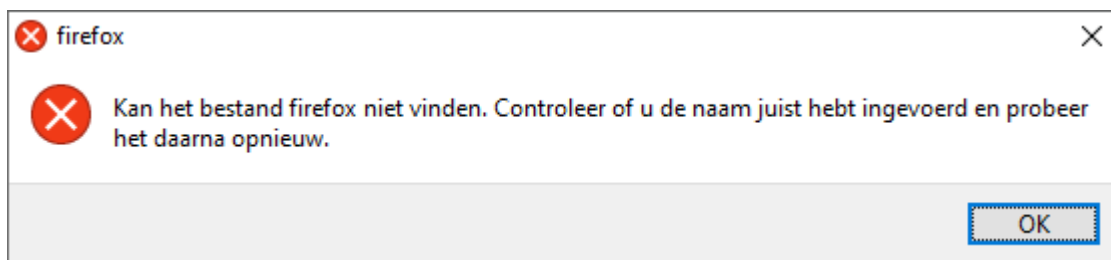 firefox
Kan het bestand firefox niet vinden. Controleer of u de naam juist hebt ingevoerd en probeer
het daarna opnieuw.
OK